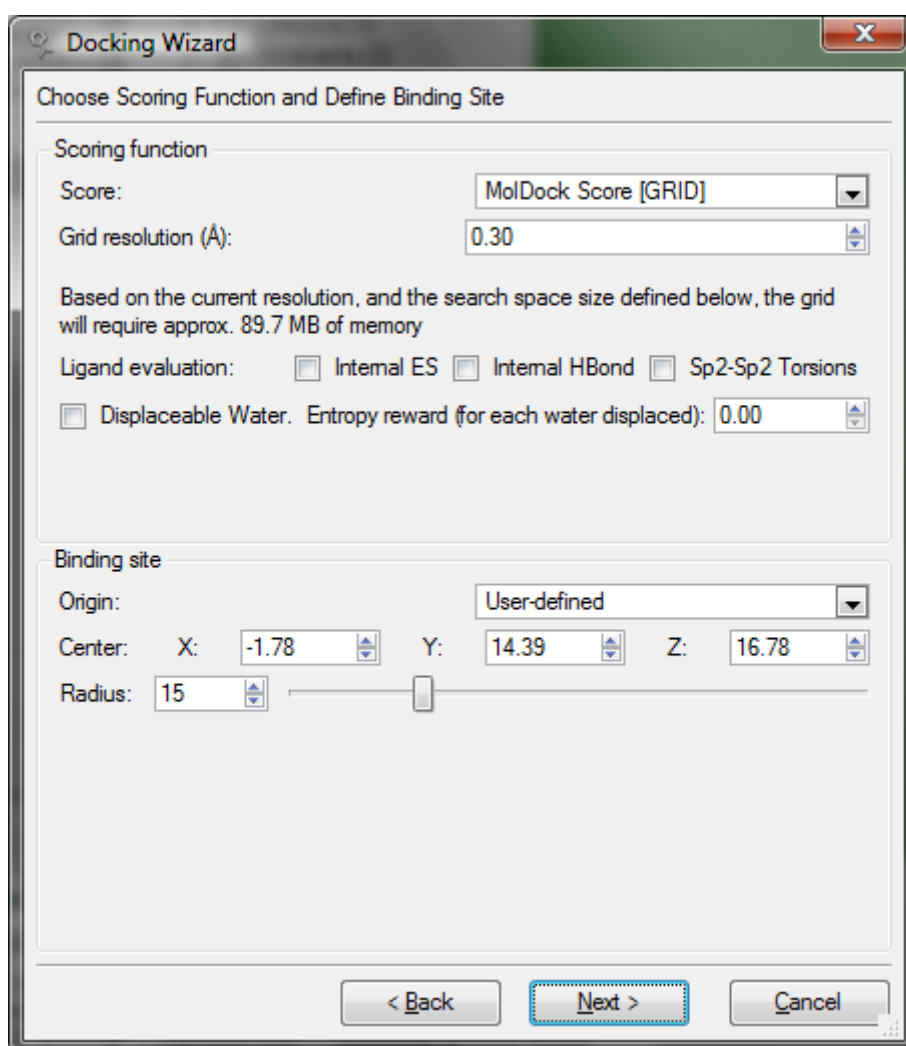 Docking Wizard
Choose Scoring Function and Define Binding Site
Scoring function
Score: MolDock Score [GRID]
Grid resolution (Å): 0.30
Based on the current resolution, and the search space size defined below, the grid
will require approx. 89.7 MB of memory
Ligand evaluation: Internal ES Internal HBond Sp2-Sp2 Torsions
Displaceable Water. Entropy reward (for each water displaced): 0.00
Binding site
Origin: User-defined
Center: X: -1.78 Y: 14.39 Z: 16.78
Radius: 15
< Back Next > Cancel